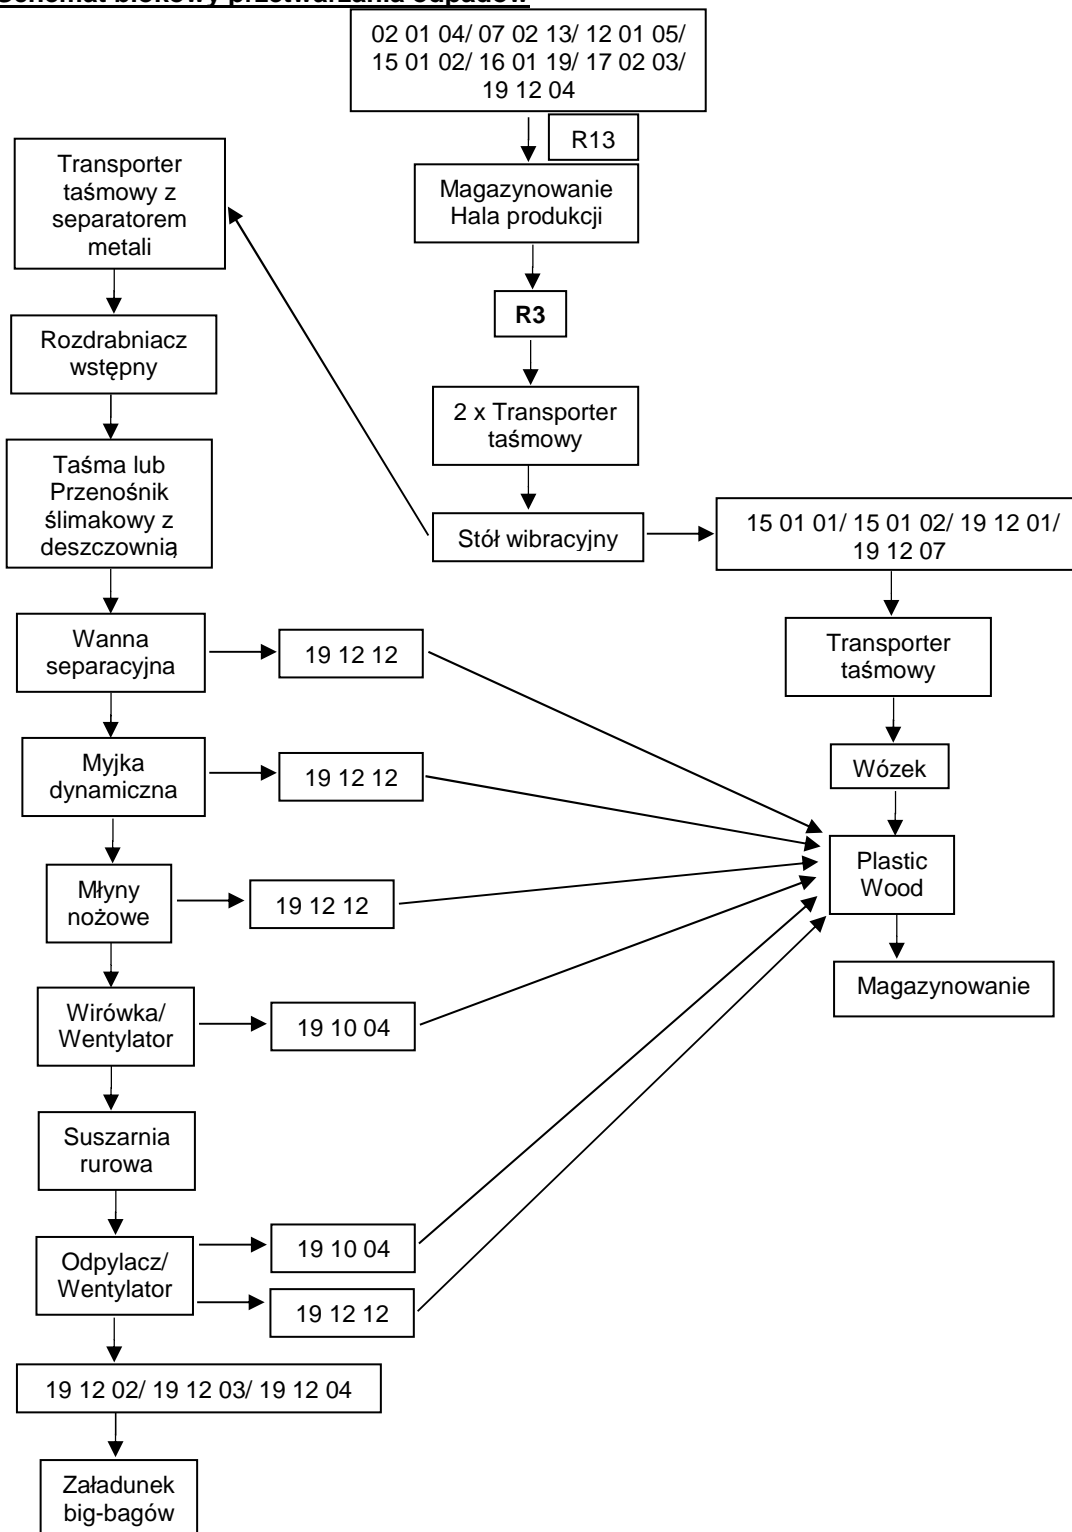 Schemat blokowy przetwarzania odpadów
02 01 04/ 07 02 13/ 12 01 05/
15 01 02/ 16 01 19/ 17 02 03/
19 12 04
R13
Magazynowanie
Hala produkcji
R3
2 x Transporter
taśmowy
Stół wibracyjny
15 01 01/ 15 01 02/ 19 12 01/
19 12 07
Transporter
taśmowy
Wózek
Plastic
Wood
Magazynowanie
Transporter
taśmowy z
separatorem
metali
Rozdrabniacz
wstępny
Taśma lub
Przenośnik
ślimakowy z
deszczownią
Wanna
separacyjna
19 12 12
Myjka
dynamiczna
19 12 12
Młyny
nożowe
19 12 12
Wirówka/
Wentylator
19 10 04
Suszarnia
rurowa
Odpylacz/
Wentylator
19 10 04
19 12 12
19 12 02/ 19 12 03/ 19 12 04
Załadunek
big-bagów